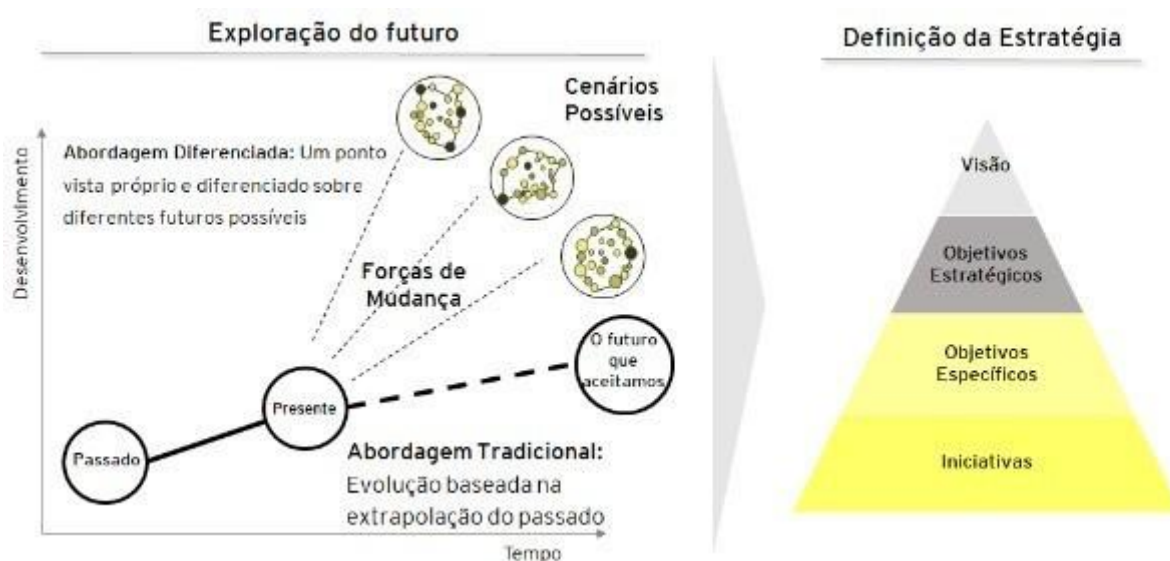 Exploração do futuro
Definição da Estratégia
Cenários
Possíveis
Desenvolvimento
Abordagem Diferenciada: Um ponto
vista próprio e diferenciado sobre
diferentes futuros possíveis
Forças de
Mudança
O futuro
que
aceitamos
Presente
Passado
Abordagem Tradicional:
Evolução baseada na
extrapolação do passado
Tempo
Visão
Objetivos
Estratégicos
Objetivos
Específicos
Iniciativas